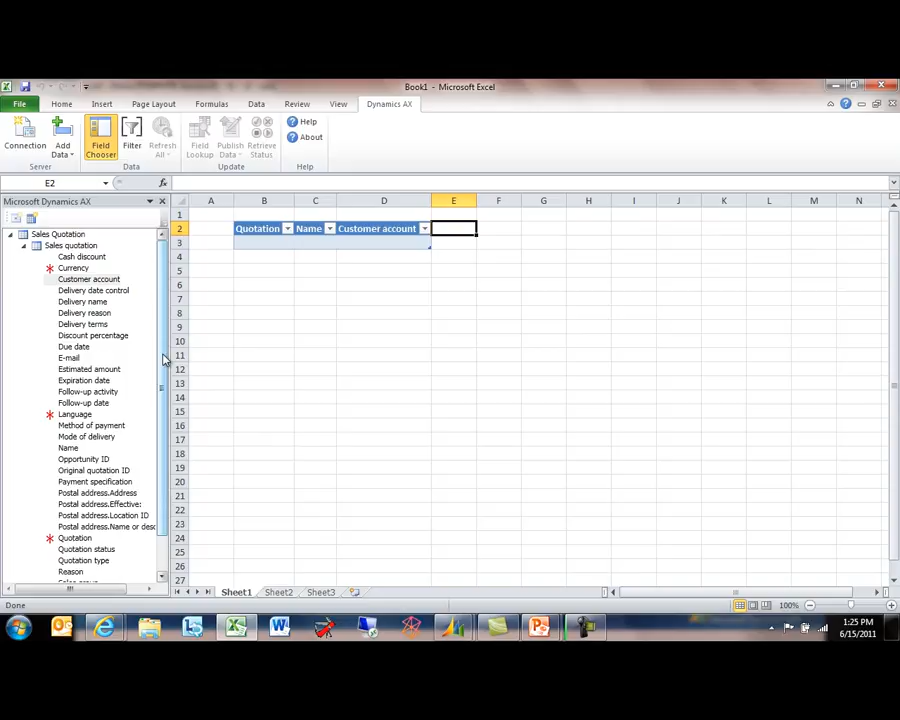 Book1 - Microsoft Excel
File Home Insert Page Layout Formulas Data Review View Dynamics AX
Connection Add Data Field Chooser Filter Refresh All Field Lookup Publish Data Retrieve Status Help About
Server Data Update Help
E2 fx
Microsoft Dynamics AX
A B C D E F G H I J K L M N
Sales Quotation
Sales quotation
Cash discount
Currency
Customer account
Delivery date control
Delivery name
Delivery reason
Delivery terms
Discount percentage
Due date
E-mail
Estimated amount
Expiration date
Follow-up activity
Follow-up date
Language
Method of payment
Mode of delivery
Name
Opportunity ID
Original quotation ID
Payment specification
Postal address.Address
Postal address.Effective:
Postal address.Location ID
Postal address.Name or desc
Quotation
Quotation status
Quotation type
Reason
1
2 Quotation Name Customer account
3
4
5
6
7
8
9
10
11
12
13
14
15
16
17
18
19
20
21
22
23
24
25
26
27
Sheet1 Sheet2 Sheet3
Done 100%
1:25 PM
6/15/2011